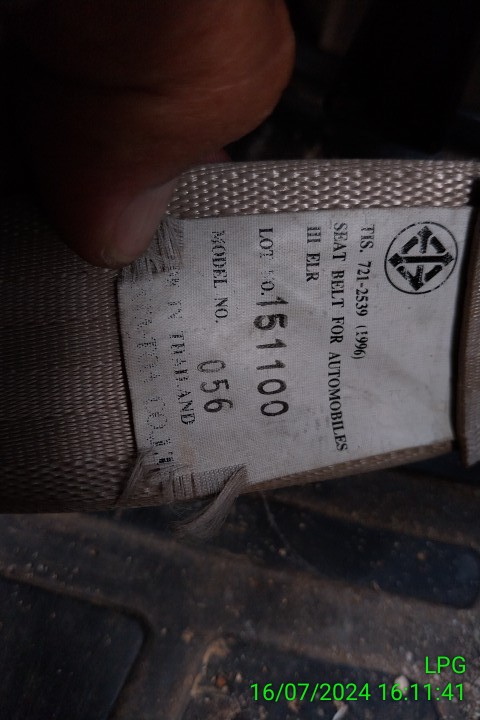 TIS. 721-2539 (1996)
SEAT BELT FOR AUTOMOBILES
III ELR
LOT NO. 151100
MODEL NO. 056
IN THAILAND
LPG
16/07/2024 16.11:41